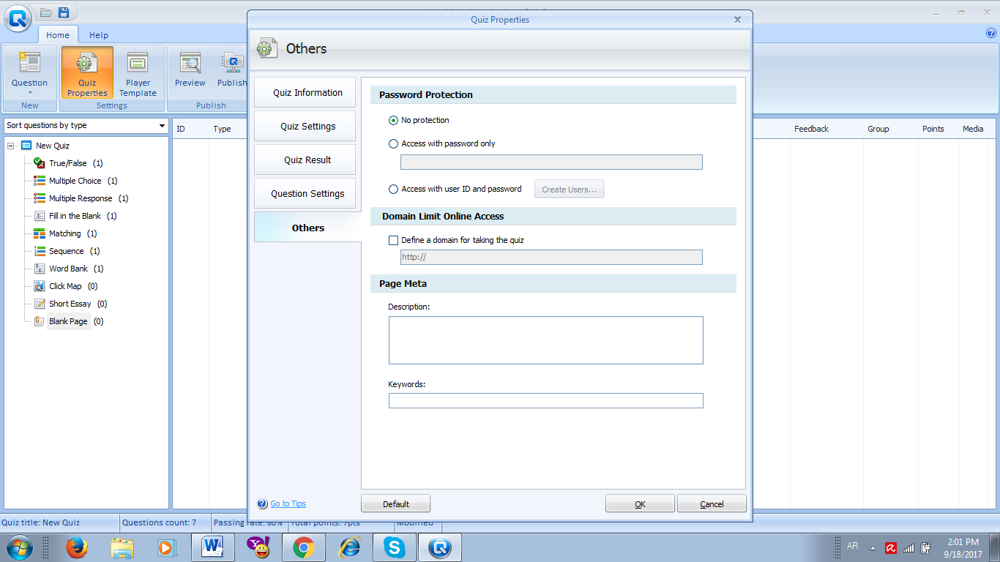 Quiz Properties
Home Help
Others
Question
Quiz Properties
Player Template
Preview
Publish
New
Settings
Publish
Sort questions by type
ID Type Feedback Group Points Media
New Quiz
True/False (1)
Multiple Choice (1)
Multiple Response (1)
Fill in the Blank (1)
Matching (1)
Sequence (1)
Word Bank (1)
Click Map (0)
Short Essay (0)
Blank Page (0)
Quiz Information
Quiz Settings
Quiz Result
Question Settings
Others
Password Protection
No protection
Access with password only
Access with user ID and password Create Users...
Domain Limit Online Access
Define a domain for taking the quiz
http://
Page Meta
Description:
Keywords:
Go to Tips Default OK Cancel
Quiz title: New Quiz Questions count: 7 Passing rate: 80% Total points: 7pts Modified
AR 2:01 PM
9/18/2017